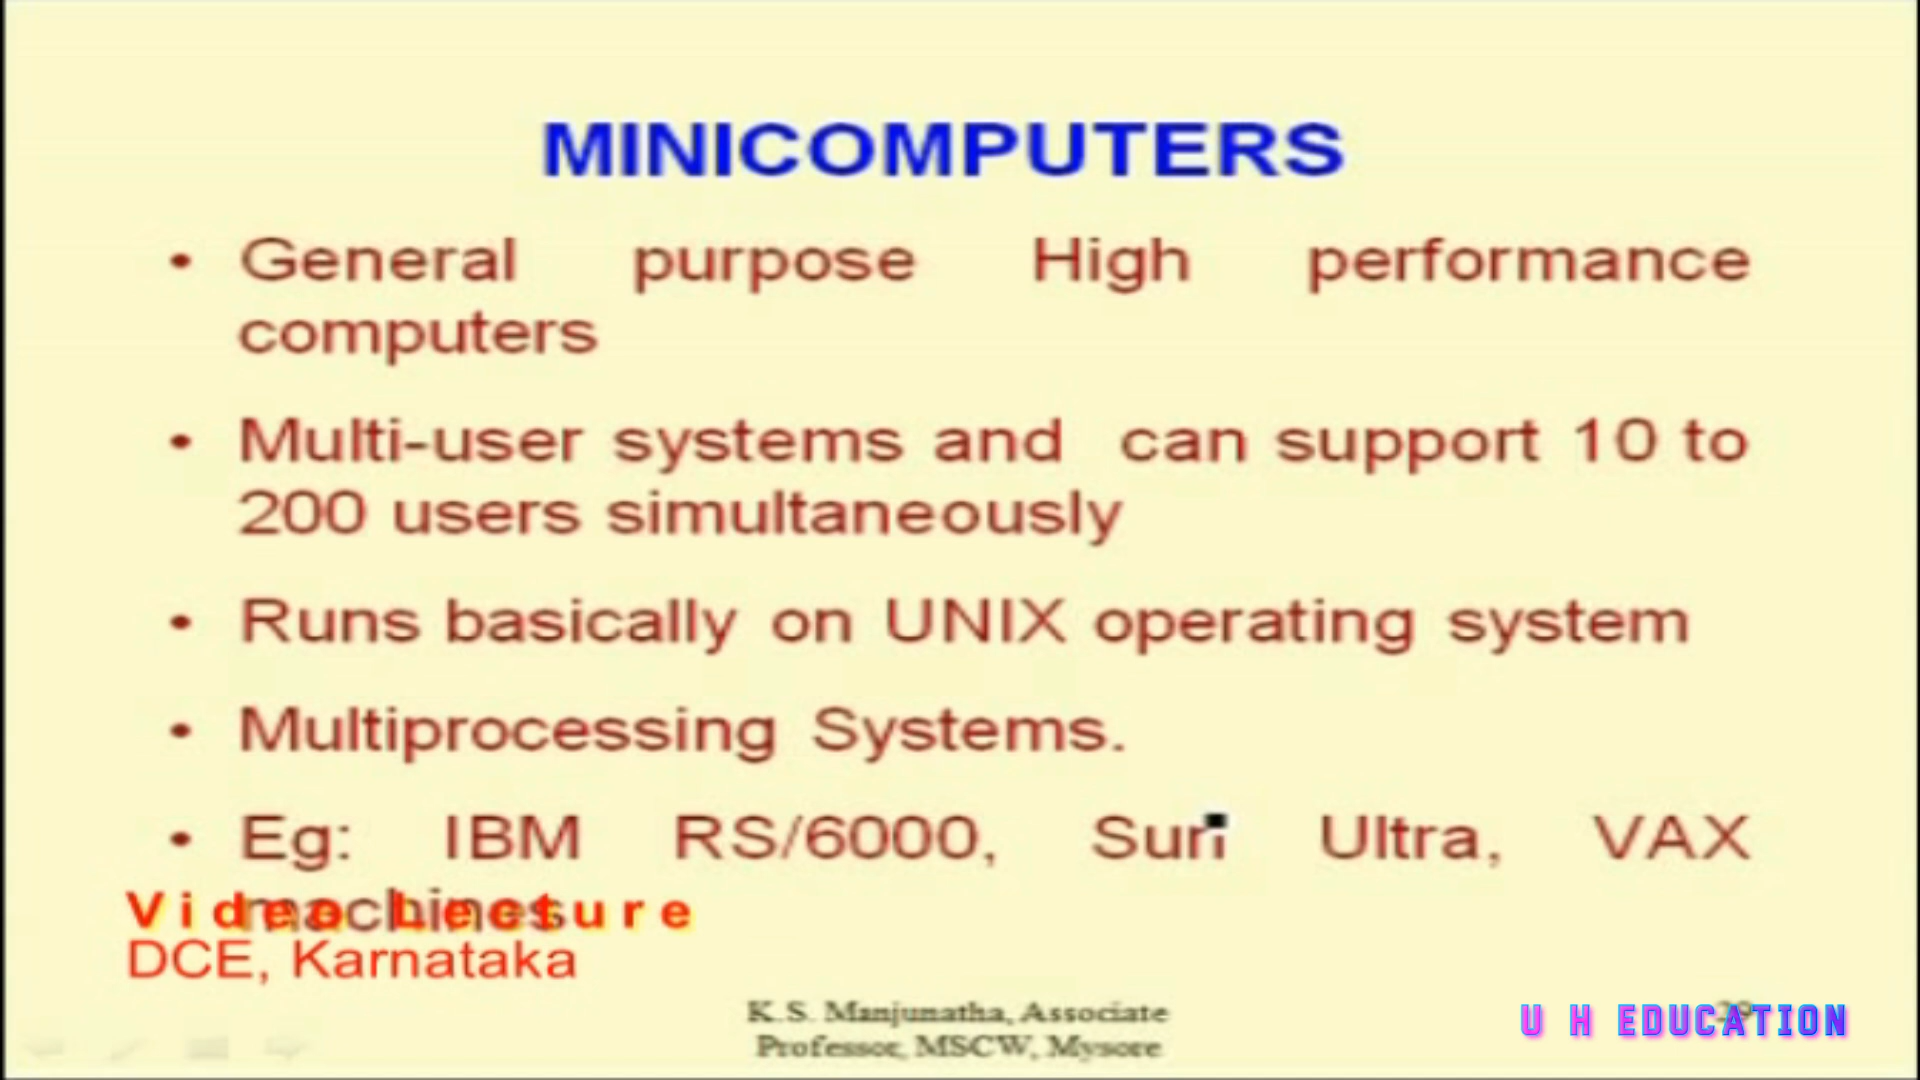 MINICOMPUTERS
• General purpose High performance
computers
• Multi-user systems and can support 10 to
200 users simultaneously
• Runs basically on UNIX operating system
• Multiprocessing Systems.
• Eg: IBM RS/6000, Sun Ultra, VAX
machines
Video Lecture
DCE, Karnataka
K.S. Manjunatha, Associate
Professor, MSCW, Mysore
U H EDUCATION